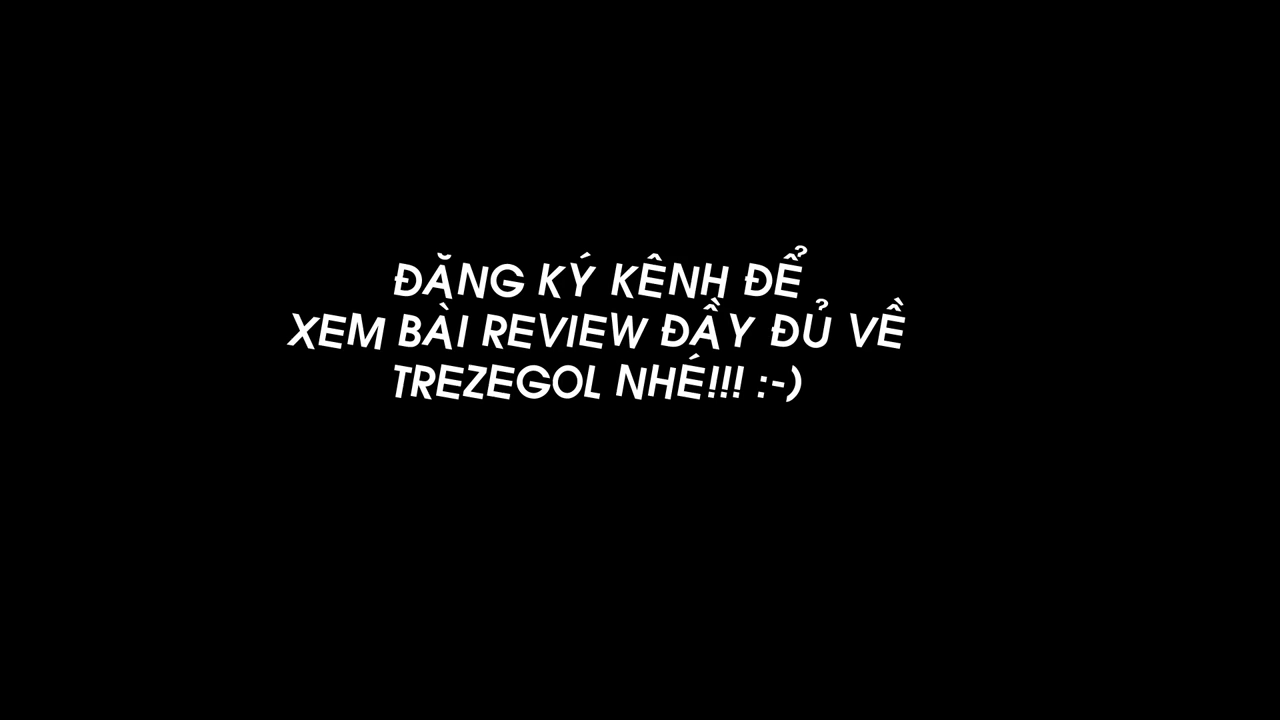 ĐĂNG KÝ KÊNH ĐỂ
XEM BÀI REVIEW ĐẦY ĐỦ VỀ
TREZEGOL NHÉ!!! :-)